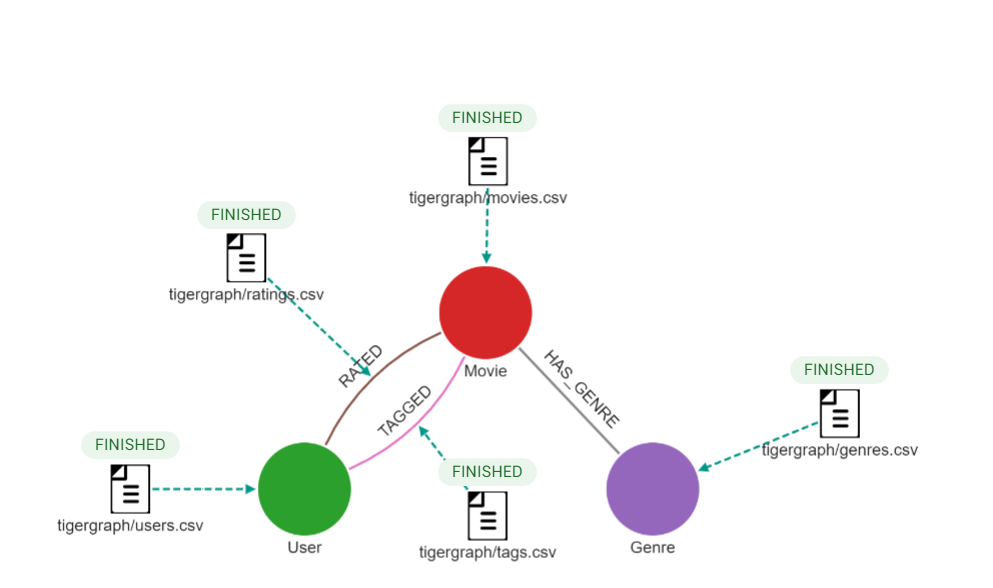 FINISHED
tigergraph/movies.csv
FINISHED
tigergraph/ratings.csv
RATED
Movie
HAS_GENRE
TAGGED
FINISHED
tigergraph/genres.csv
FINISHED
tigergraph/users.csv
User
FINISHED
tigergraph/tags.csv
Genre